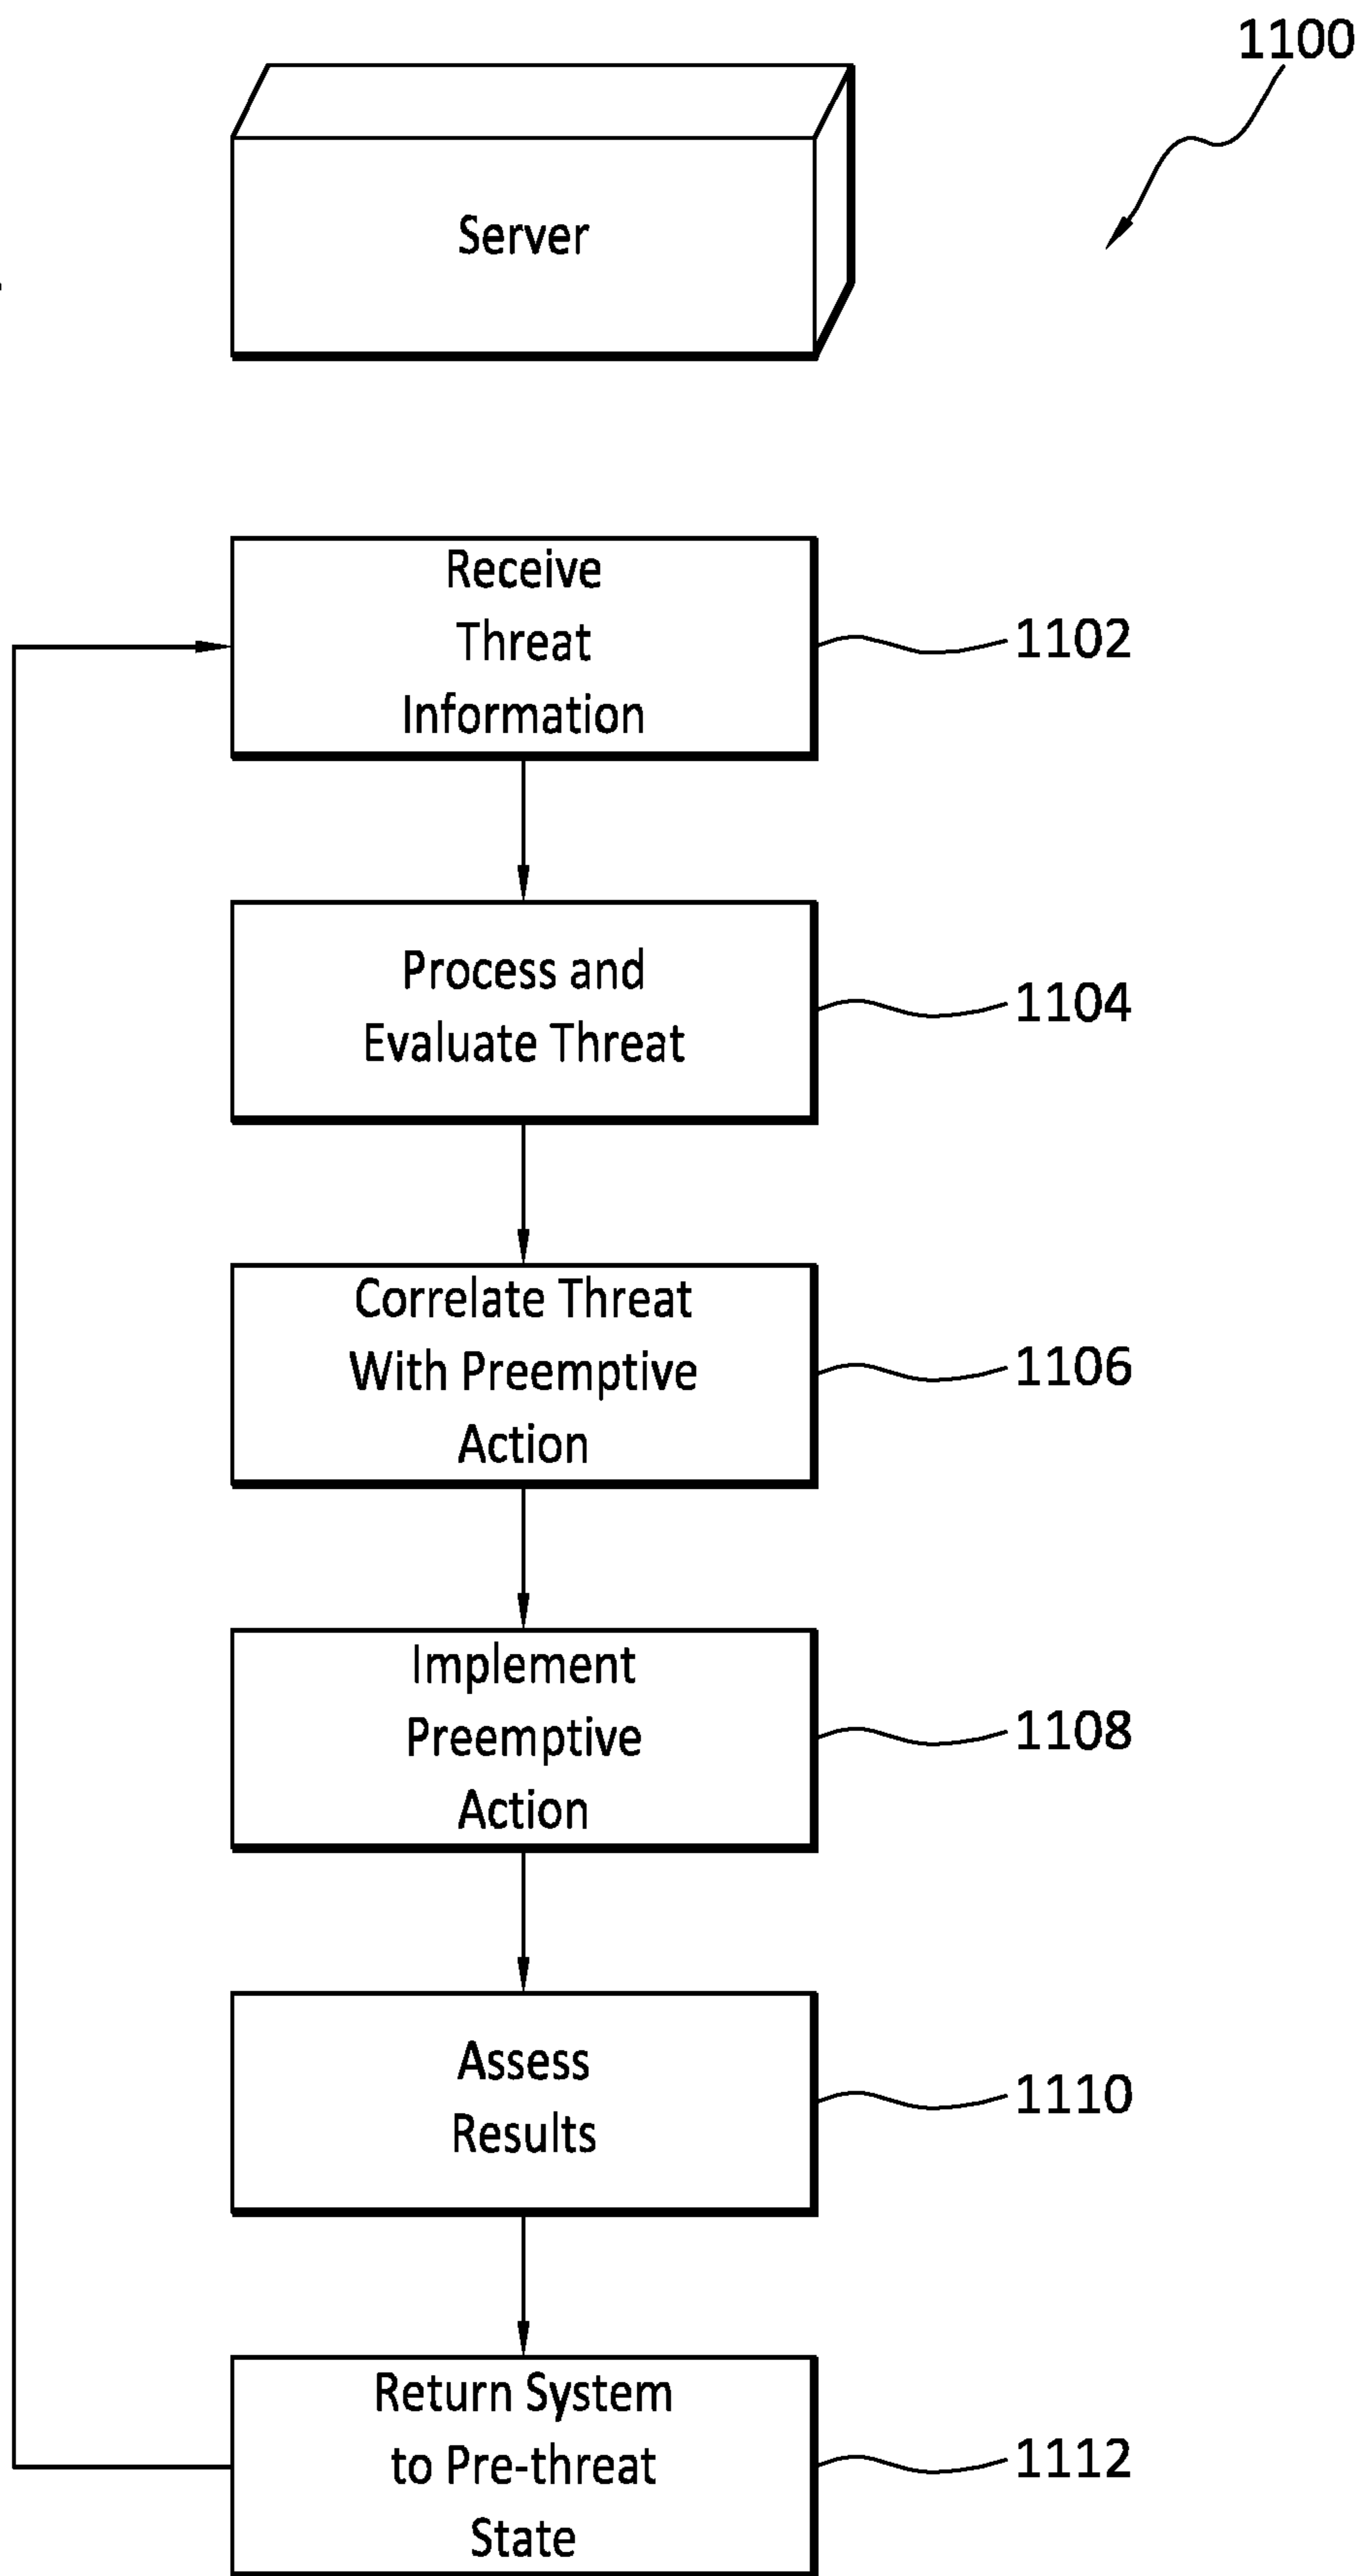 1100
Server
Receive
Threat
Information
1102
Process and
Evaluate Threat
1104
Correlate Threat
With Preemptive
Action
1106
Implement
Preemptive
Action
1108
Assess
Results
1110
Return System
to Pre-threat
State
1112